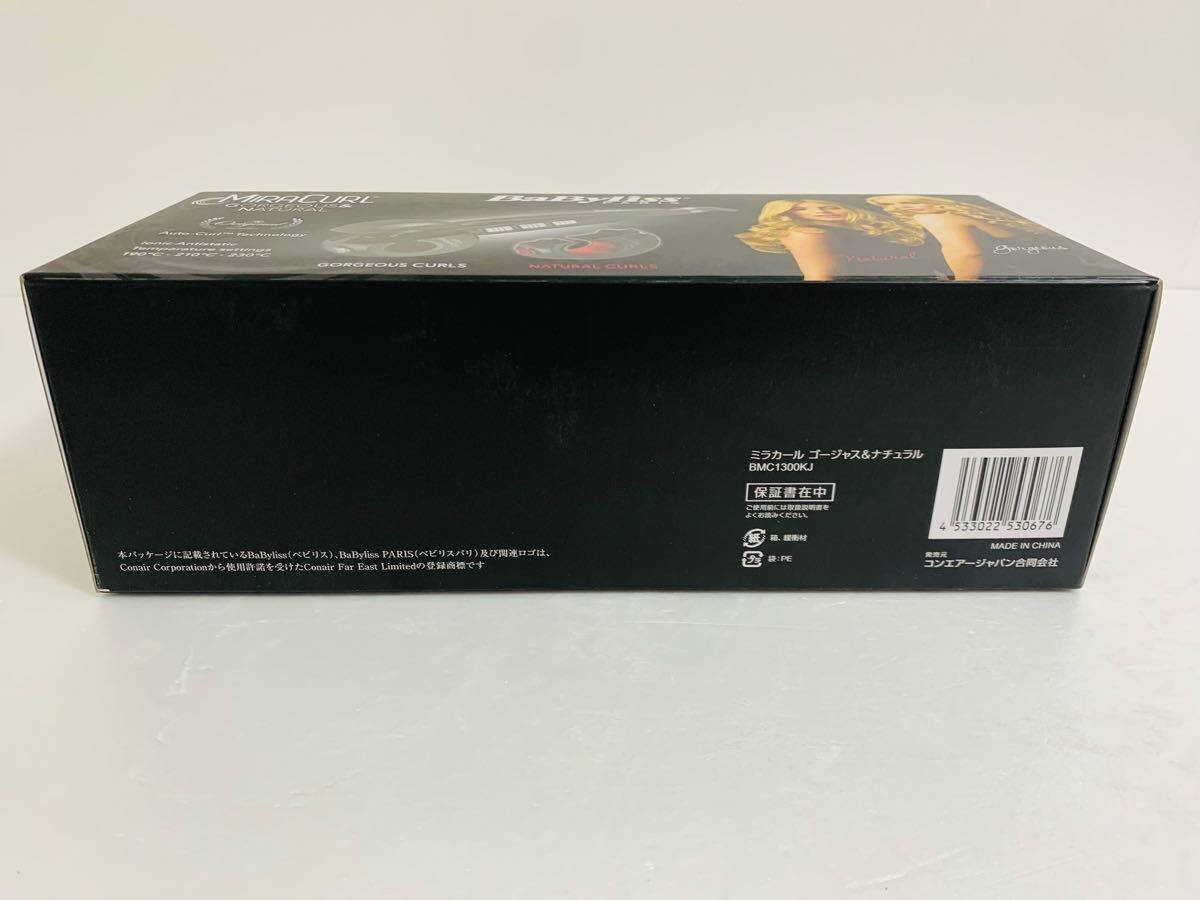 MIRACURL
GORGEOUS&
NATURAL
Auto-Curl™ Technology
Ionic Antistatic
Temperature settings
190°C - 210°C - 230°C
BaByliss
PARIS
GORGEOUS CURLS
NATURAL CURLS
natural
gorgeous
ミラカール ゴージャス&ナチュラル
BMC1300KJ
保証書在中
ご使用前には取扱説明書を
よくお読みください。
紙 箱、緩衝材
プラ 袋:PE
4 533022 530676
MADE IN CHINA
発売元
コンエアージャパン合同会社
本パッケージに記載されているBaByliss(ベビリス)、BaByliss PARIS(ベビリスパリ)及び関連ロゴは、
Conair Corporationから使用許諾を受けたConair Far East Limitedの登録商標です